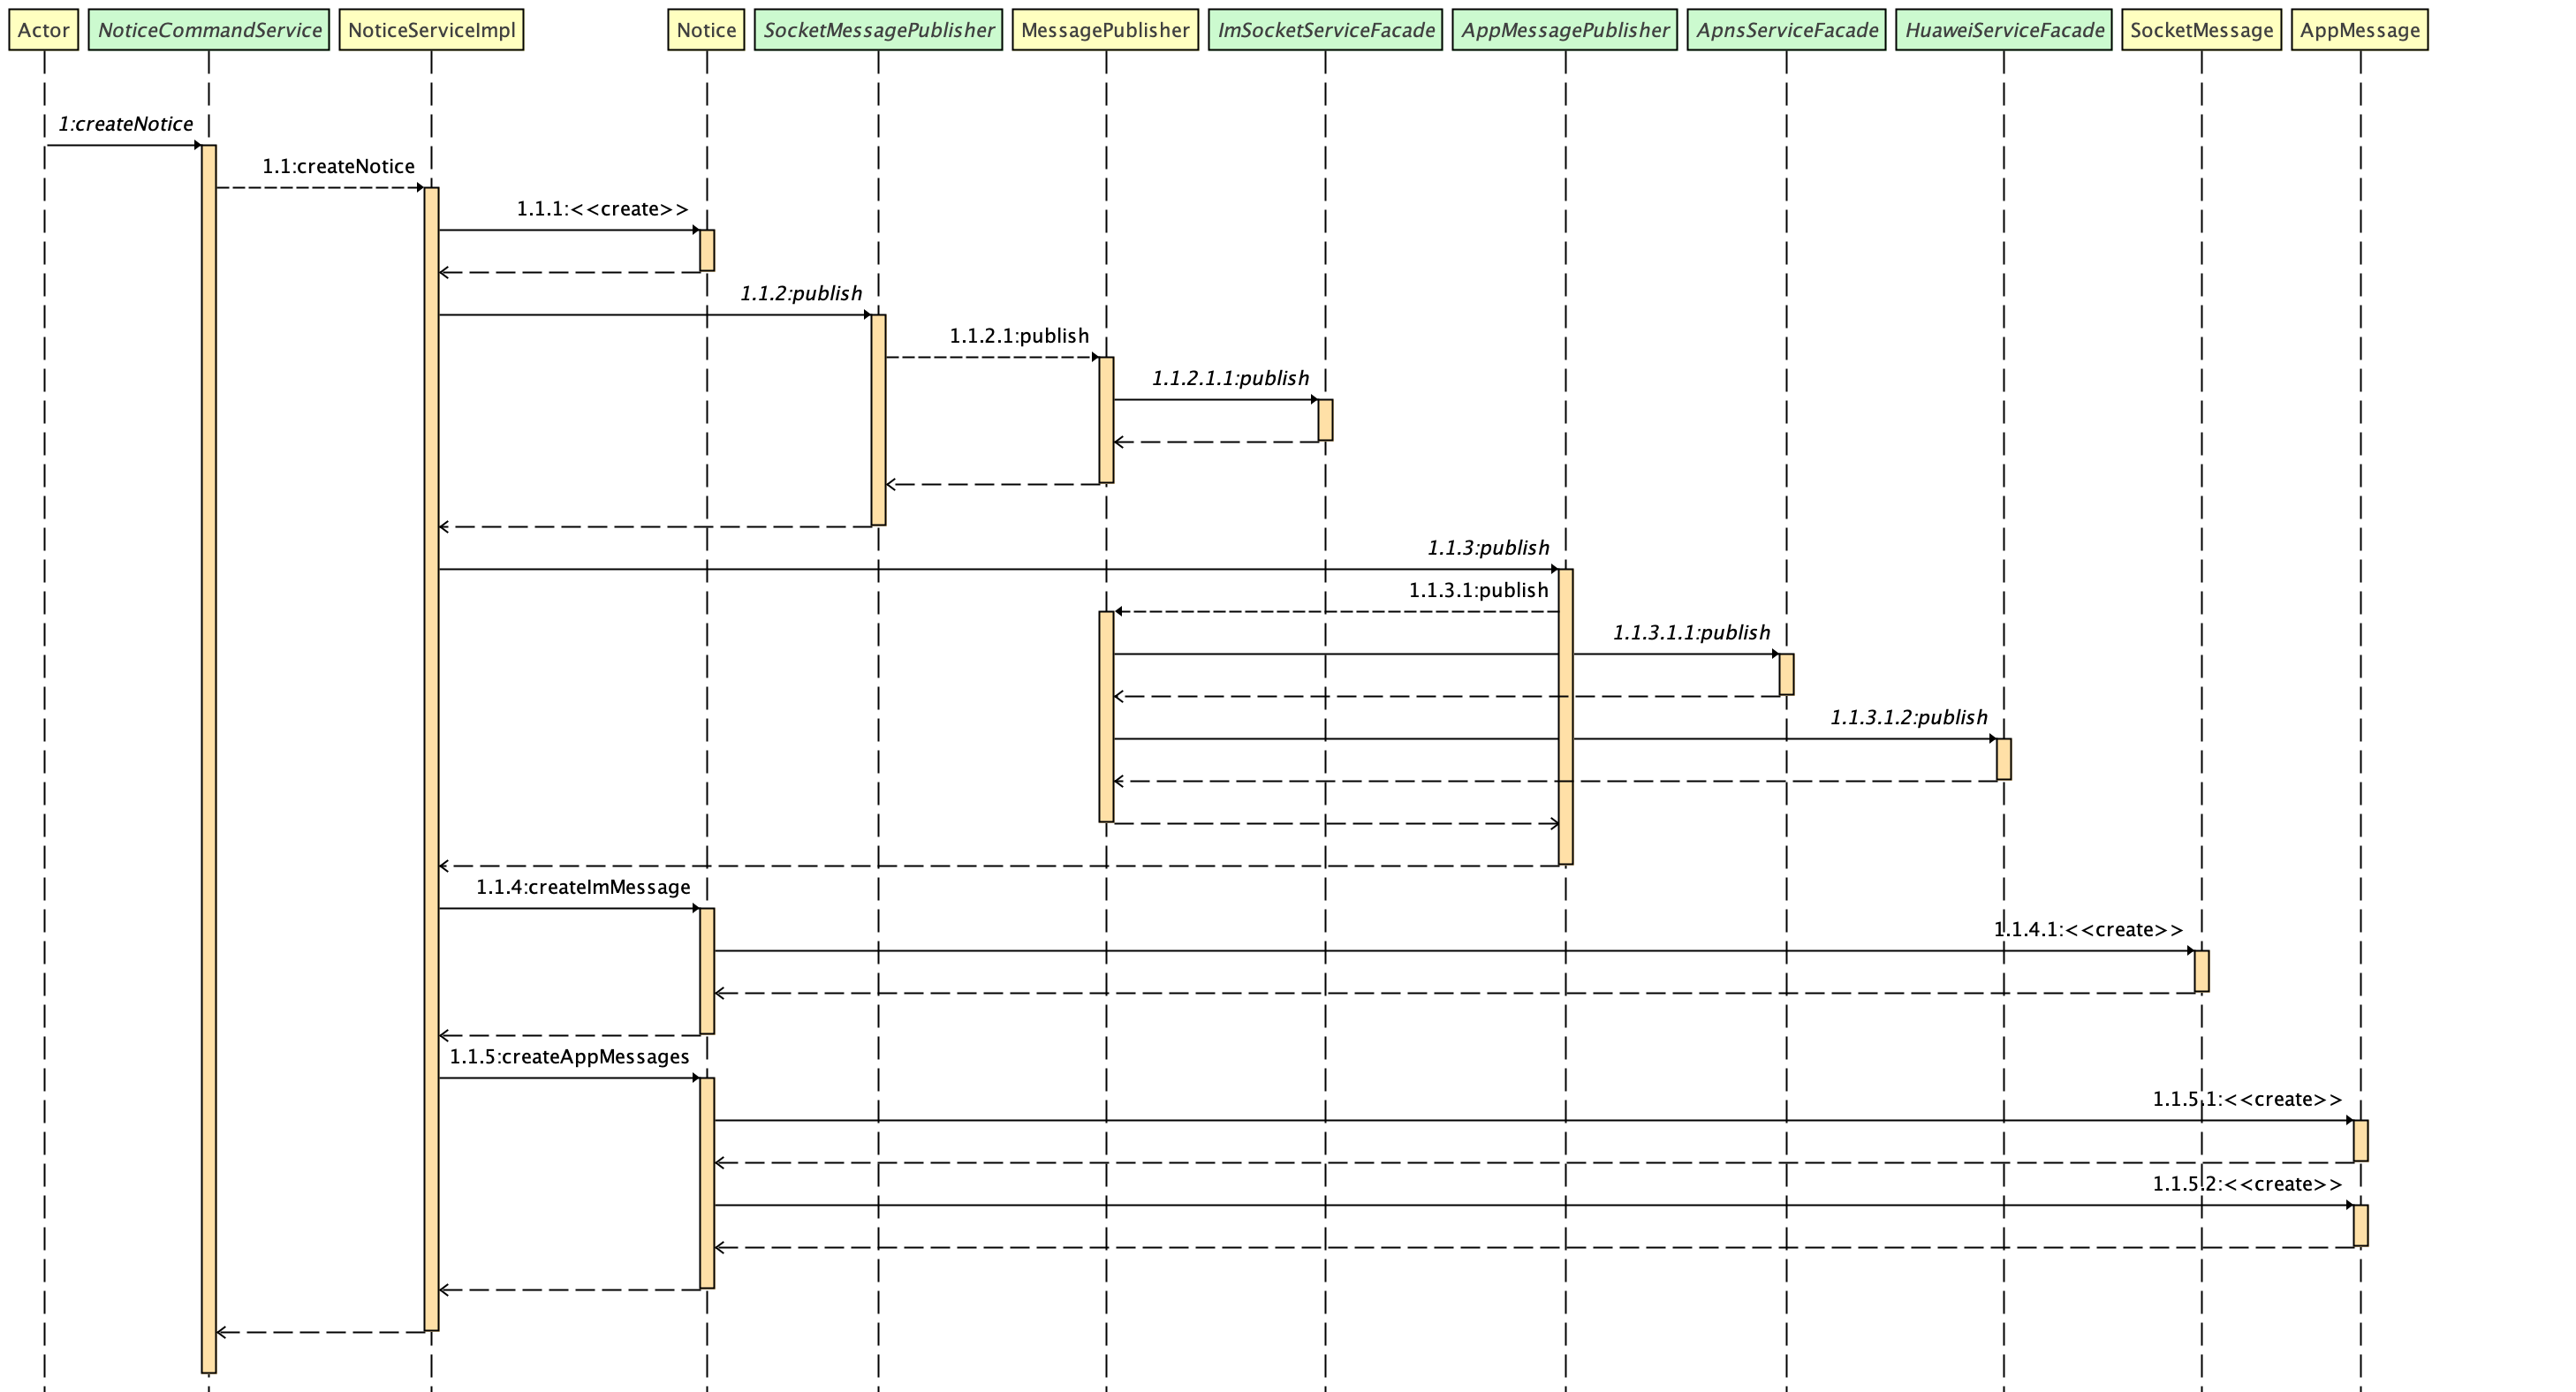 Actor
NoticeCommandService
NoticeServiceImpl
Notice
SocketMessagePublisher
MessagePublisher
ImSocketServiceFacade
AppMessagePublisher
ApnsServiceFacade
HuaweiServiceFacade
SocketMessage
AppMessage
1:createNotice
1.1:createNotice
1.1.1:<<create>>
1.1.2:publish
1.1.2.1:publish
1.1.2.1.1:publish
1.1.3:publish
1.1.3.1:publish
1.1.3.1.1:publish
1.1.3.1.2:publish
1.1.4:createImMessage
1.1.4.1:<<create>>
1.1.5:createAppMessages
1.1.5.1:<<create>>
1.1.5.2:<<create>>